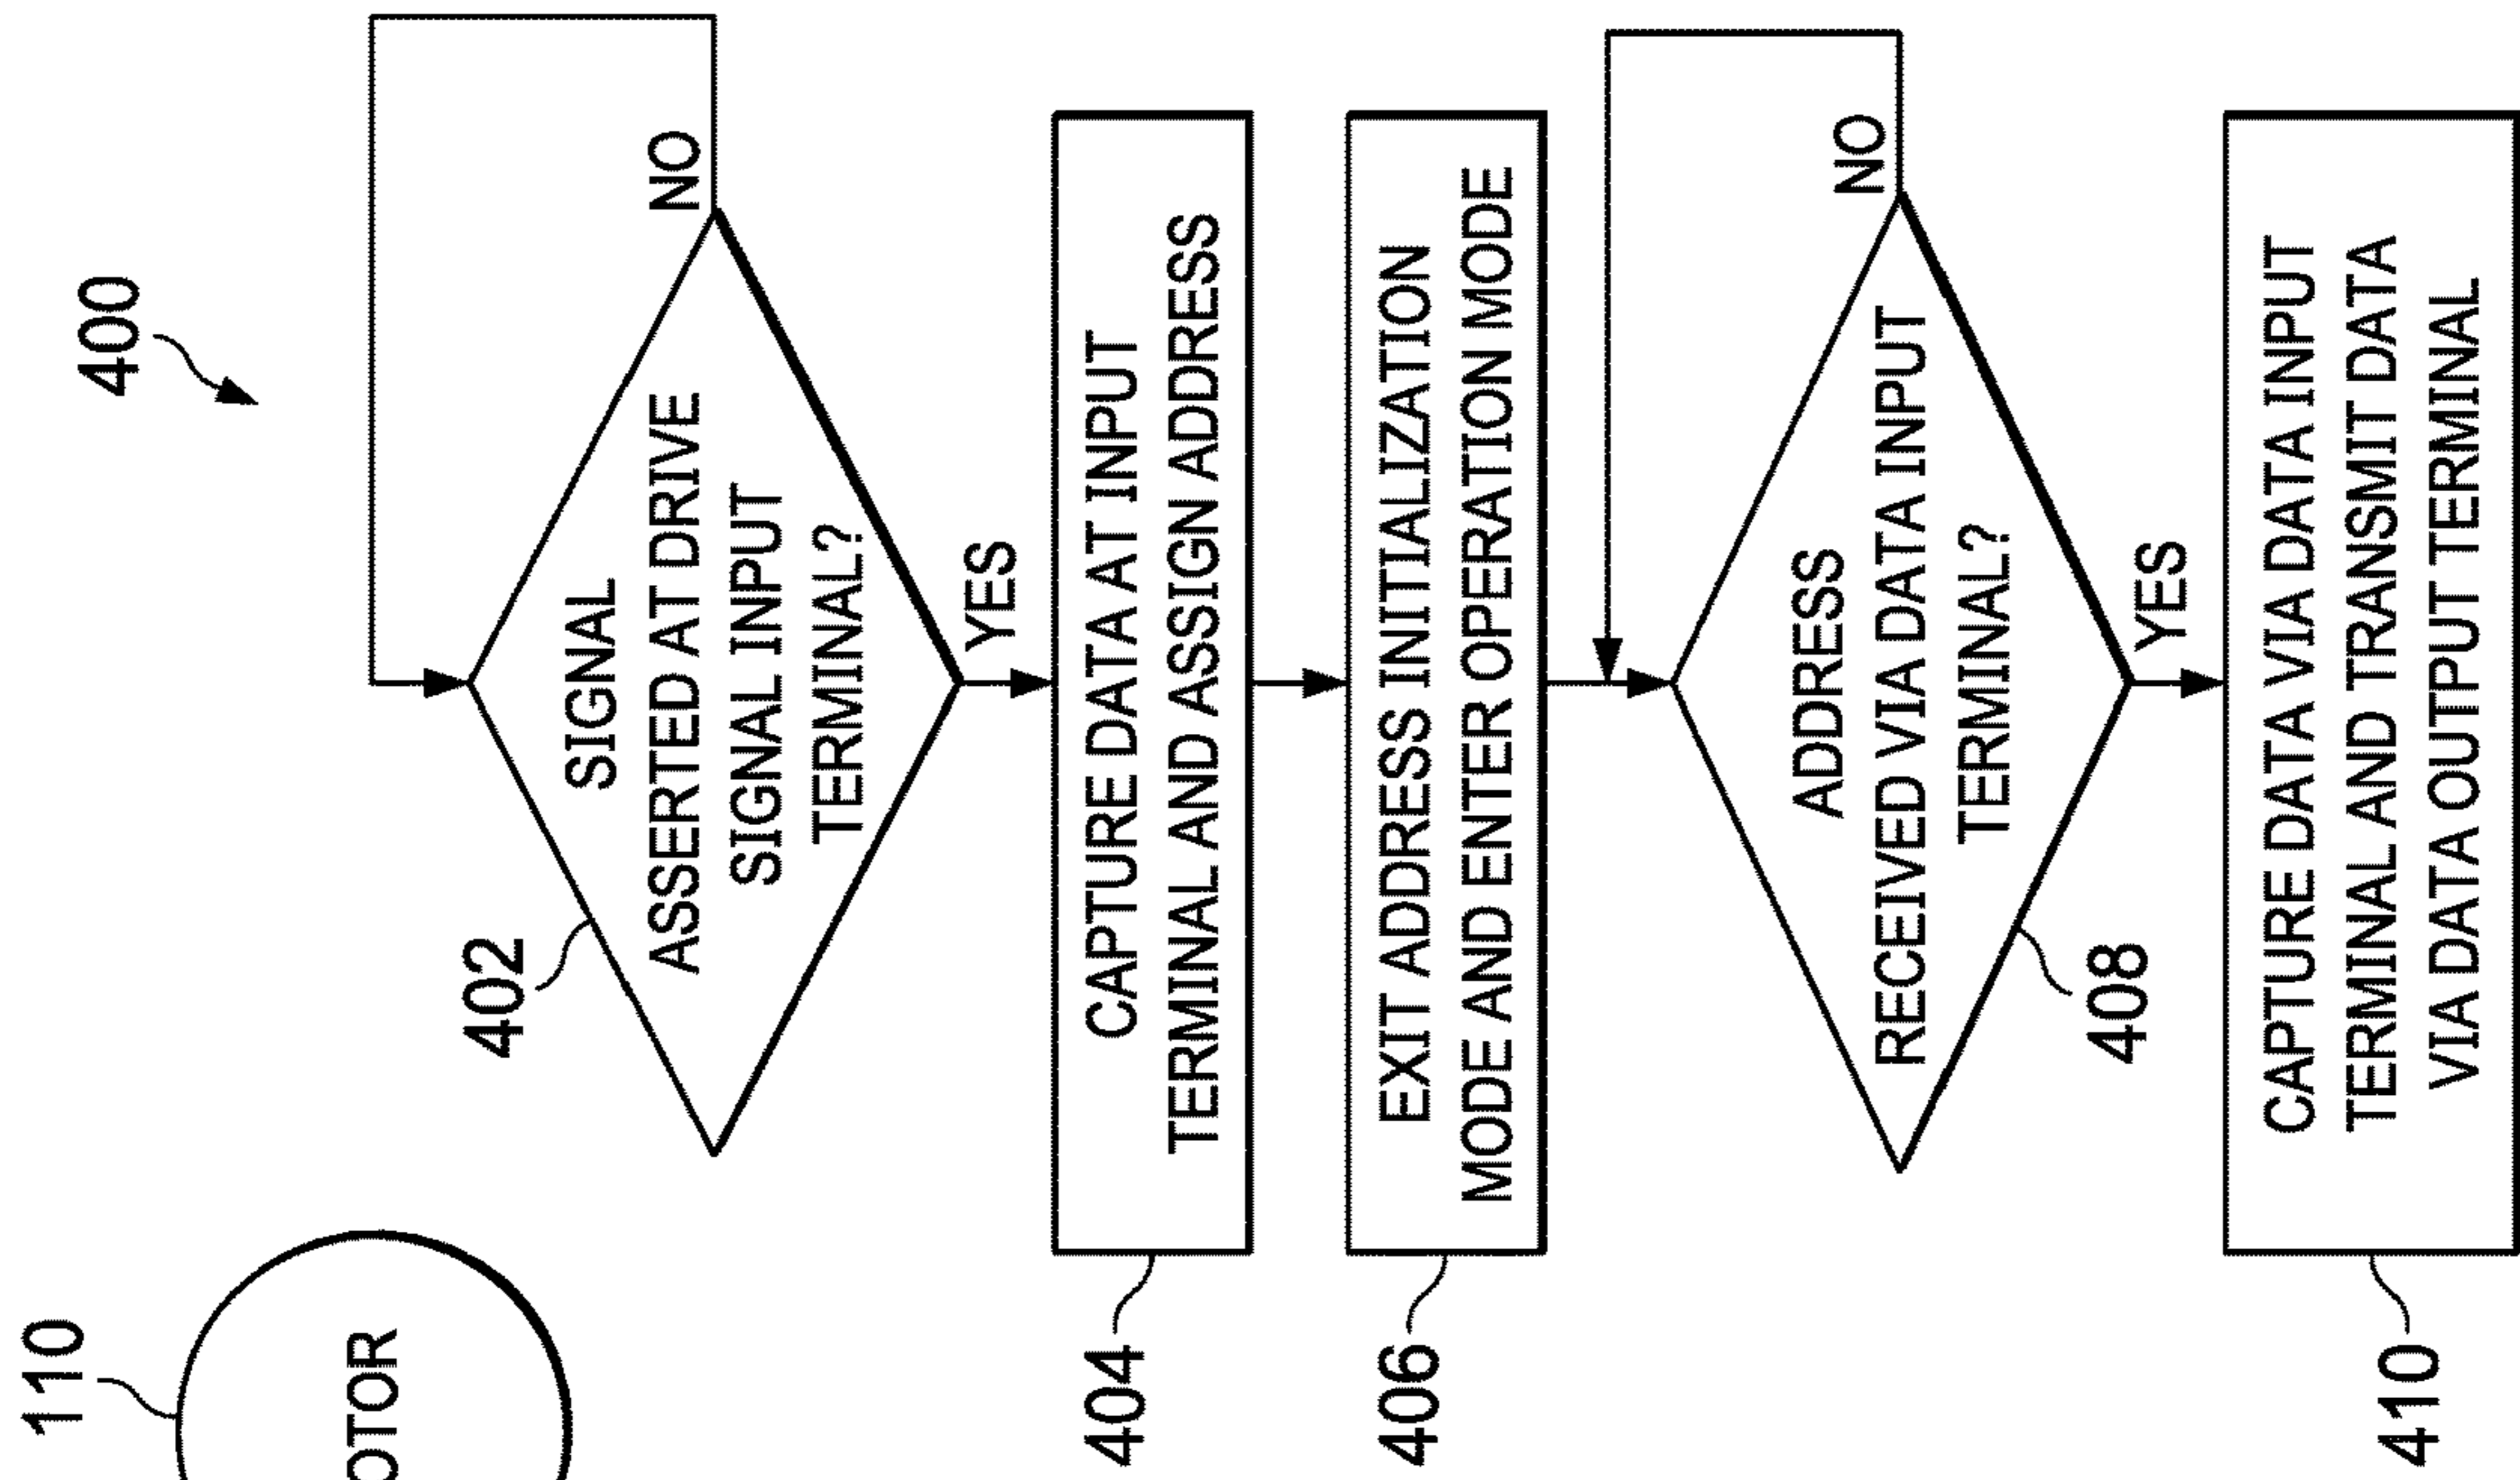 400
402
SIGNAL
ASSERTED AT DRIVE
SIGNAL INPUT
TERMINAL?
NO
YES
404
CAPTURE DATA AT INPUT
TERMINAL AND ASSIGN ADDRESS
406
EXIT ADDRESS INITIALIZATION
MODE AND ENTER OPERATION MODE
ADDRESS
RECEIVED VIA DATA INPUT
TERMINAL?
NO
408
YES
410
CAPTURE DATA VIA DATA INPUT
TERMINAL AND TRANSMIT DATA
VIA DATA OUTPUT TERMINAL
110
OTOR